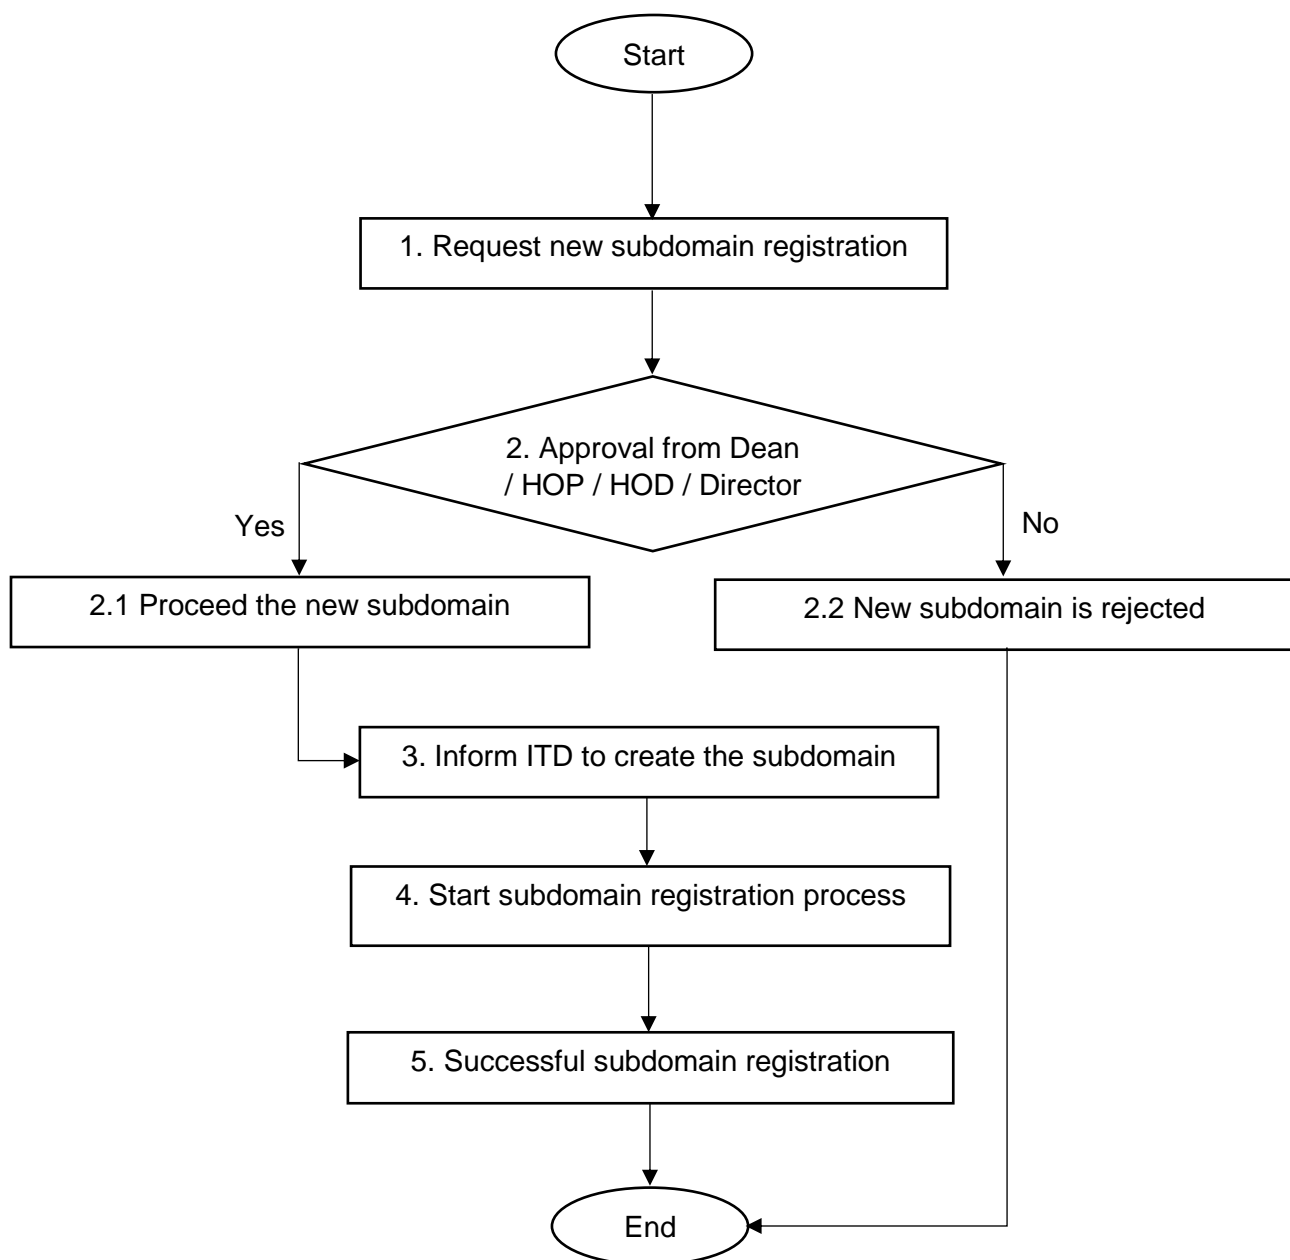 Start
1. Request new subdomain registration
2. Approval from Dean
/ HOP / HOD / Director
Yes
No
2.1 Proceed the new subdomain
2.2 New subdomain is rejected
3. Inform ITD to create the subdomain
4. Start subdomain registration process
5. Successful subdomain registration
End